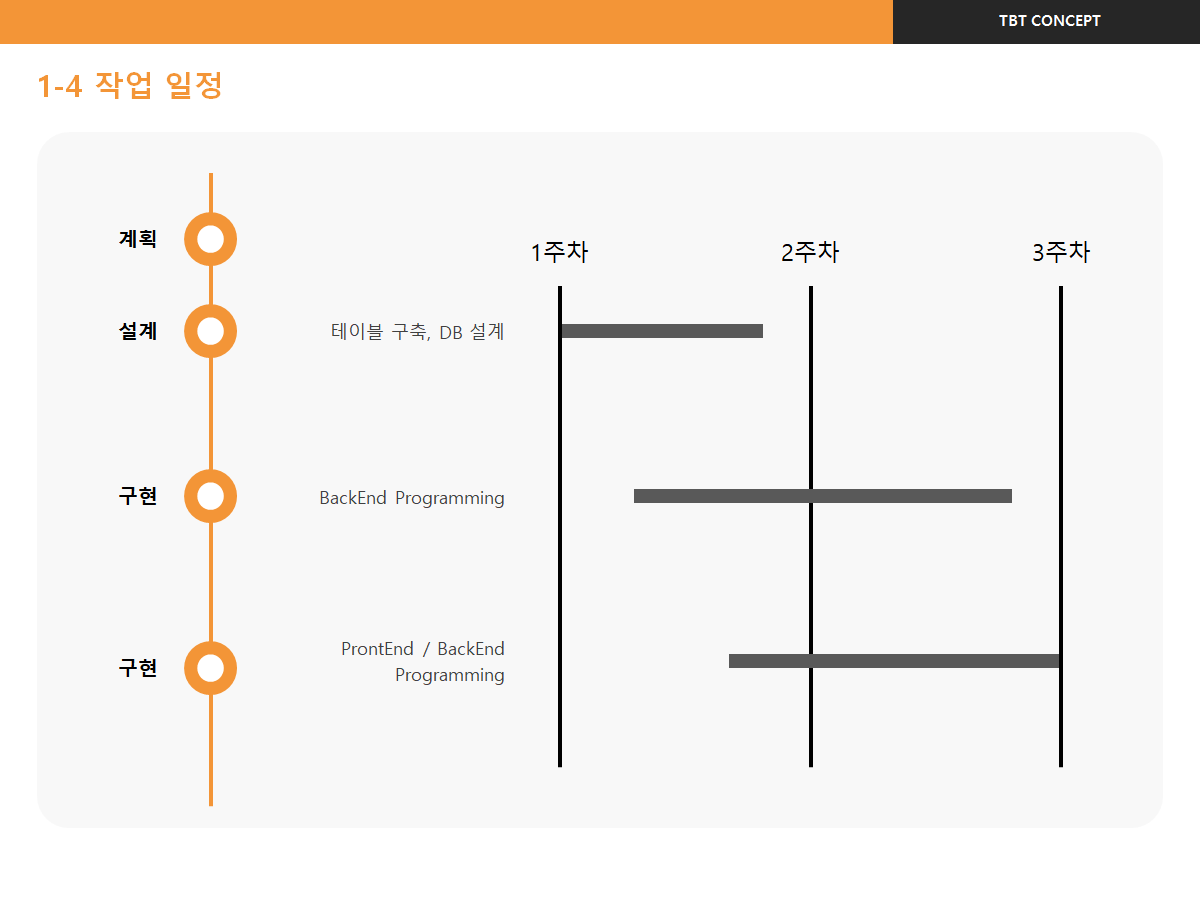 TBT CONCEPT
1-4 작업 일정
계획
1주차
2주차
3주차
설계
테이블 구축, DB 설계
구현
BackEnd Programming
구현
ProntEnd / BackEnd
Programming